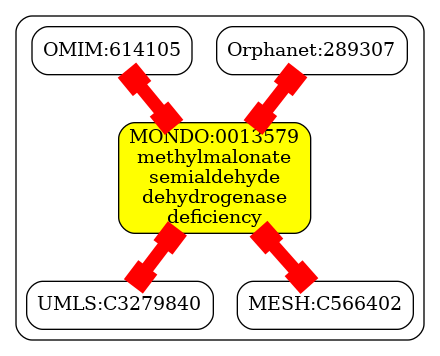 OMIM:614105
Orphanet:289307
MONDO:0013579
methylmalonate
semialdehyde
dehydrogenase
deficiency
UMLS:C3279840
MESH:C566402